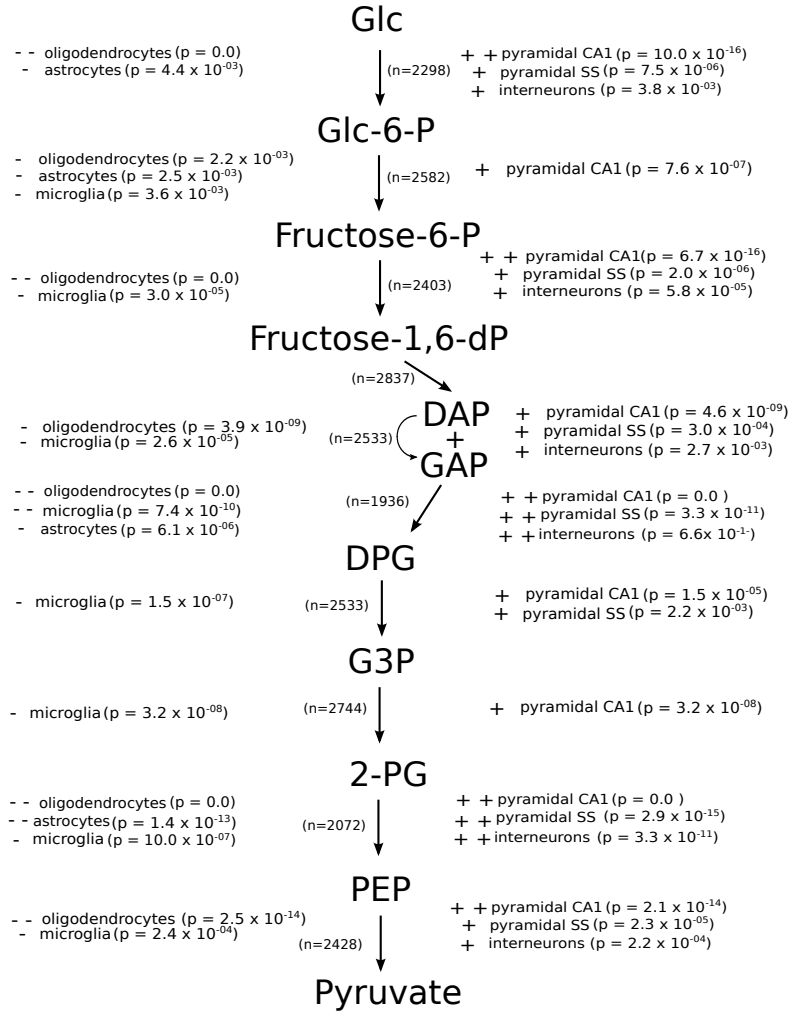 Glc
- - oligodendrocytes (p = 0.0)
- astrocytes (p = 4.4 x 10⁻⁰³)
(n=2298)
+ + pyramidal CA1 (p = 10.0 x 10⁻¹⁶)
+ pyramidal SS (p = 7.5 x 10⁻⁰⁶)
+ interneurons (p = 3.8 x 10⁻⁰³)
Glc-6-P
- oligodendrocytes (p = 2.2 x 10⁻⁰³)
- astrocytes (p = 2.5 x 10⁻⁰³)
- microglia (p = 3.6 x 10⁻⁰³)
(n=2582)
+ pyramidal CA1 (p = 7.6 x 10⁻⁰⁷)
Fructose-6-P
- - oligodendrocytes (p = 0.0)
- microglia (p = 3.0 x 10⁻⁰⁵)
(n=2403)
+ + pyramidal CA1(p = 6.7 x 10⁻¹⁶)
+ pyramidal SS (p = 2.0 x 10⁻⁰⁶)
+ interneurons (p = 5.8 x 10⁻⁰⁵)
Fructose-1,6-dP
(n=2837)
DAP
+
GAP
- oligodendrocytes (p = 3.9 x 10⁻⁰⁹)
- microglia (p = 2.6 x 10⁻⁰⁵)
(n=2533)
+ pyramidal CA1 (p = 4.6 x 10⁻⁰⁹)
+ pyramidal SS (p = 3.0 x 10⁻⁰⁴)
+ interneurons (p = 2.7 x 10⁻⁰³)
- - oligodendrocytes (p = 0.0)
- - microglia (p = 7.4 x 10⁻¹⁰)
- astrocytes (p = 6.1 x 10⁻⁰⁶)
(n=1936)
+ + pyramidal CA1 (p = 0.0 )
+ + pyramidal SS (p = 3.3 x 10⁻¹¹)
+ + interneurons (p = 6.6x 10⁻¹⁻)
DPG
- microglia (p = 1.5 x 10⁻⁰⁷)
(n=2533)
+ pyramidal CA1 (p = 1.5 x 10⁻⁰⁵)
+ pyramidal SS (p = 2.2 x 10⁻⁰³)
G3P
- microglia (p = 3.2 x 10⁻⁰⁸)
(n=2744)
+ pyramidal CA1 (p = 3.2 x 10⁻⁰⁸)
2-PG
- - oligodendrocytes (p = 0.0)
- - astrocytes (p = 1.4 x 10⁻¹³)
- microglia (p = 10.0 x 10⁻⁰⁷)
(n=2072)
+ + pyramidal CA1 (p = 0.0 )
+ + pyramidal SS (p = 2.9 x 10⁻¹⁵)
+ + interneurons (p = 3.3 x 10⁻¹¹)
PEP
- - oligodendrocytes (p = 2.5 x 10⁻¹⁴)
- microglia (p = 2.4 x 10⁻⁰⁴)
(n=2428)
+ + pyramidal CA1 (p = 2.1 x 10⁻¹⁴)
+ pyramidal SS (p = 2.3 x 10⁻⁰⁵)
+ interneurons (p = 2.2 x 10⁻⁰⁴)
Pyruvate